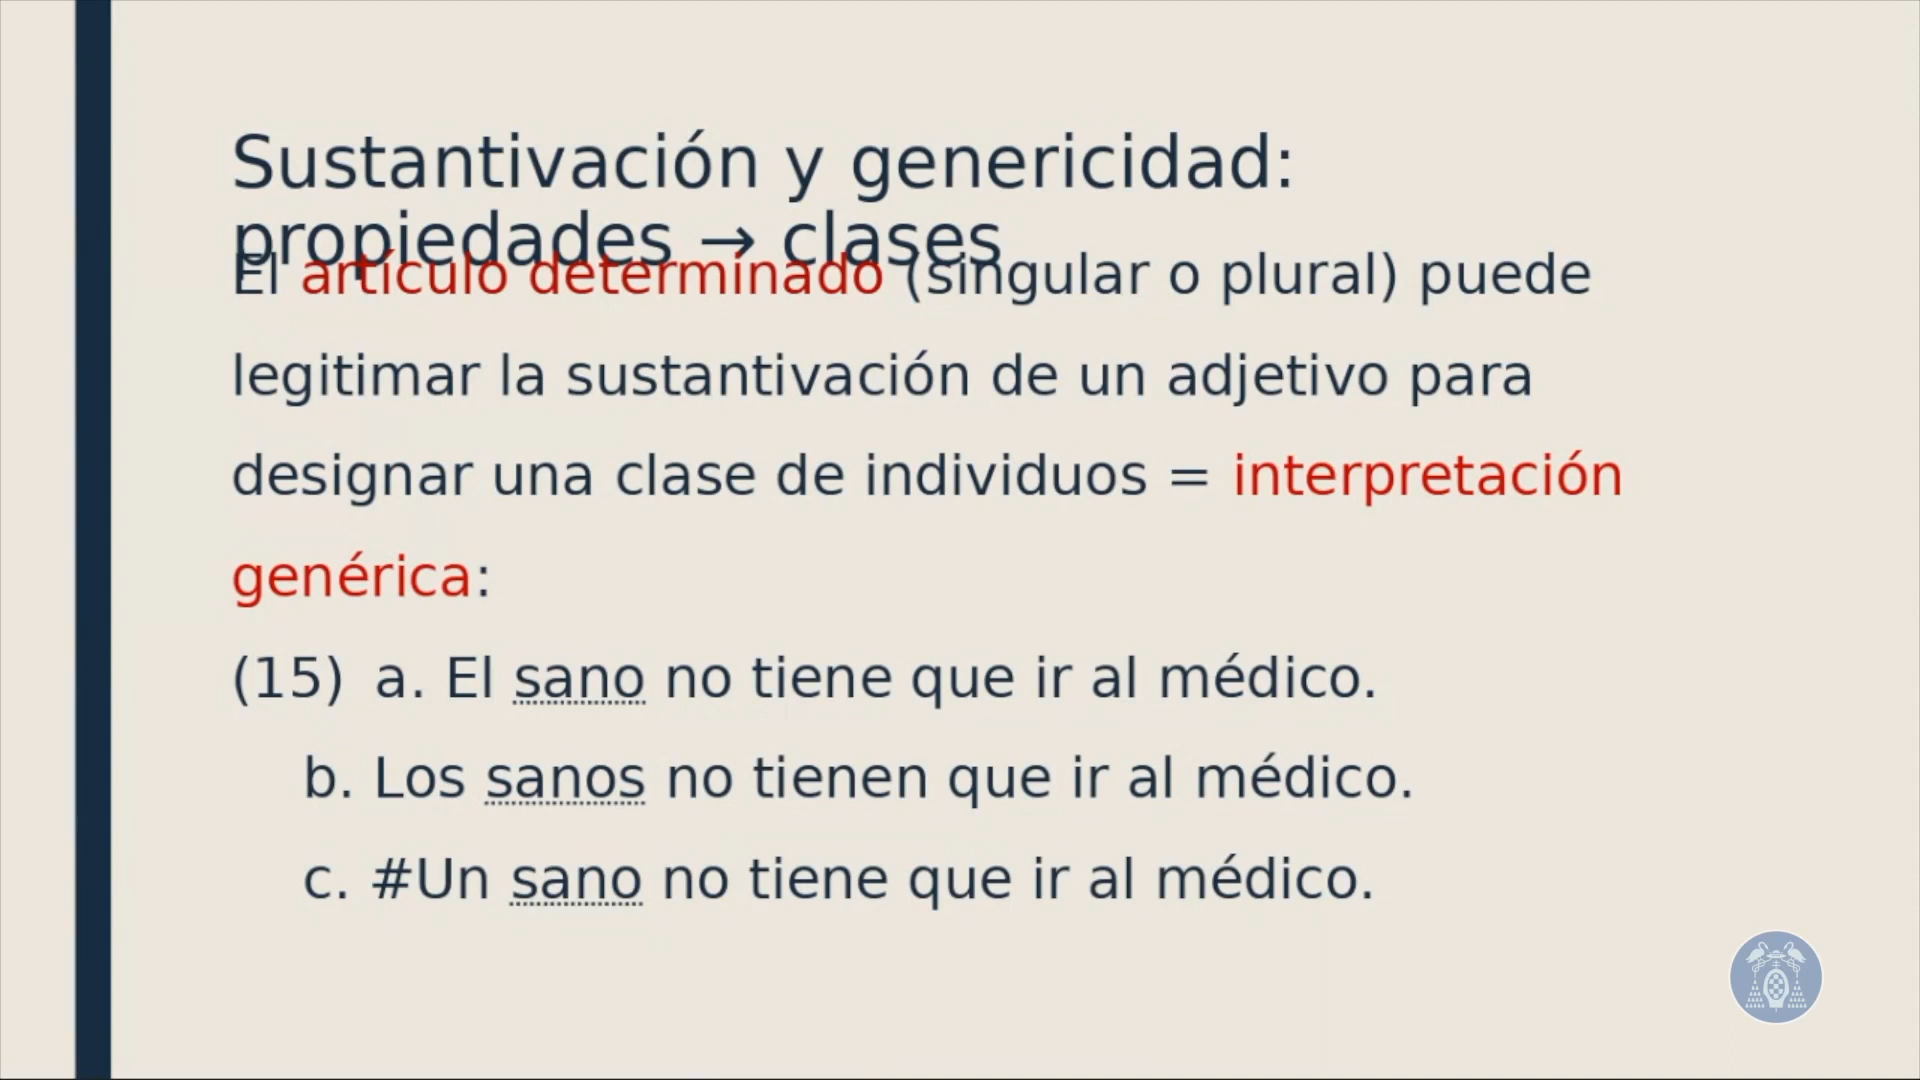 Sustantivación y genericidad:
propiedades → clases
El artículo determinado (singular o plural) puede
legitimar la sustantivación de un adjetivo para
designar una clase de individuos = interpretación
genérica:
(15) a. El sano no tiene que ir al médico.
b. Los sanos no tienen que ir al médico.
c. #Un sano no tiene que ir al médico.